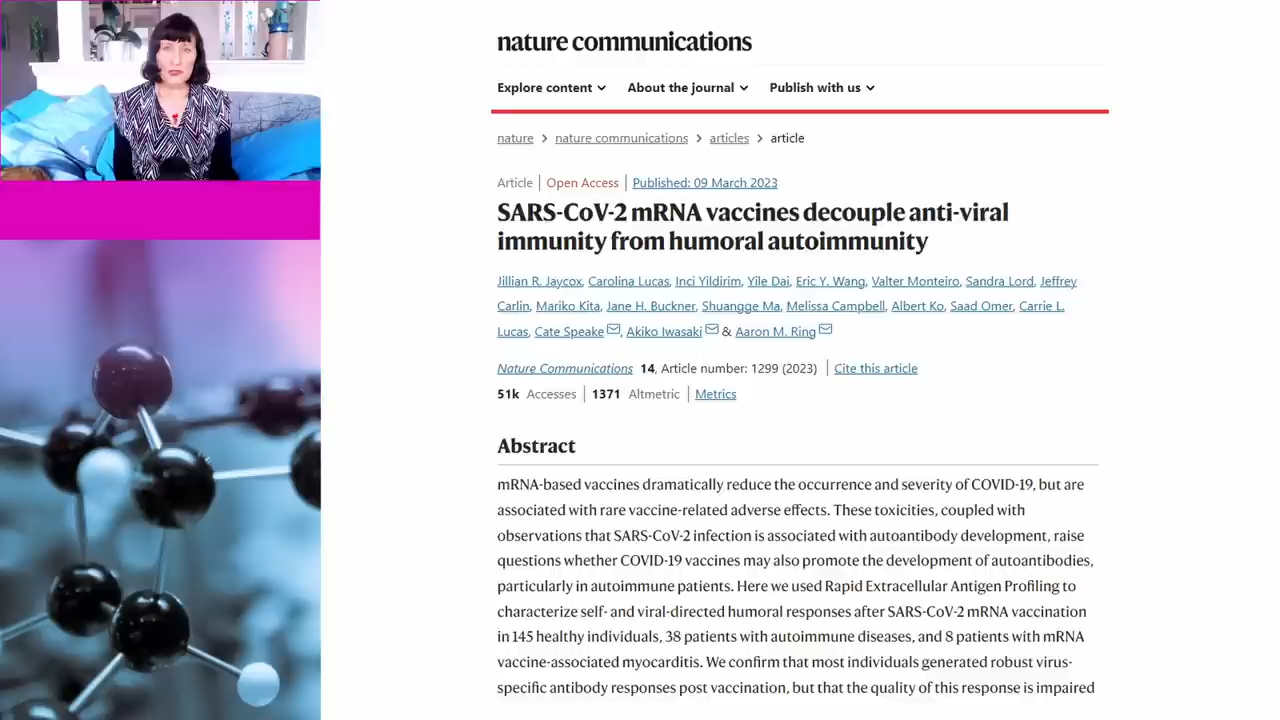 nature communications
Explore content
About the journal
Publish with us
nature > nature communications > articles > article
Article | Open Access | Published: 09 March 2023
SARS-CoV-2 mRNA vaccines decouple anti-viral
immunity from humoral autoimmunity
Jillian R. Jaycox, Carolina Lucas, Inci Yildirim, Yile Dai, Eric Y. Wang, Valter Monteiro, Sandra Lord, Jeffrey
Carlin, Mariko Kita, Jane H. Buckner, Shuangge Ma, Melissa Campbell, Albert Ko, Saad Omer, Carrie L.
Lucas, Cate Speake, Akiko Iwasaki & Aaron M. Ring
Nature Communications 14, Article number: 1299 (2023) | Cite this article
51k Accesses | 1371 Altmetric | Metrics
Abstract
mRNA-based vaccines dramatically reduce the occurrence and severity of COVID-19, but are
associated with rare vaccine-related adverse effects. These toxicities, coupled with
observations that SARS-CoV-2 infection is associated with autoantibody development, raise
questions whether COVID-19 vaccines may also promote the development of autoantibodies,
particularly in autoimmune patients. Here we used Rapid Extracellular Antigen Profiling to
characterize self- and viral-directed humoral responses after SARS-CoV-2 mRNA vaccination
in 145 healthy individuals, 38 patients with autoimmune diseases, and 8 patients with mRNA
vaccine-associated myocarditis. We confirm that most individuals generated robust virus-
specific antibody responses post vaccination, but that the quality of this response is impaired